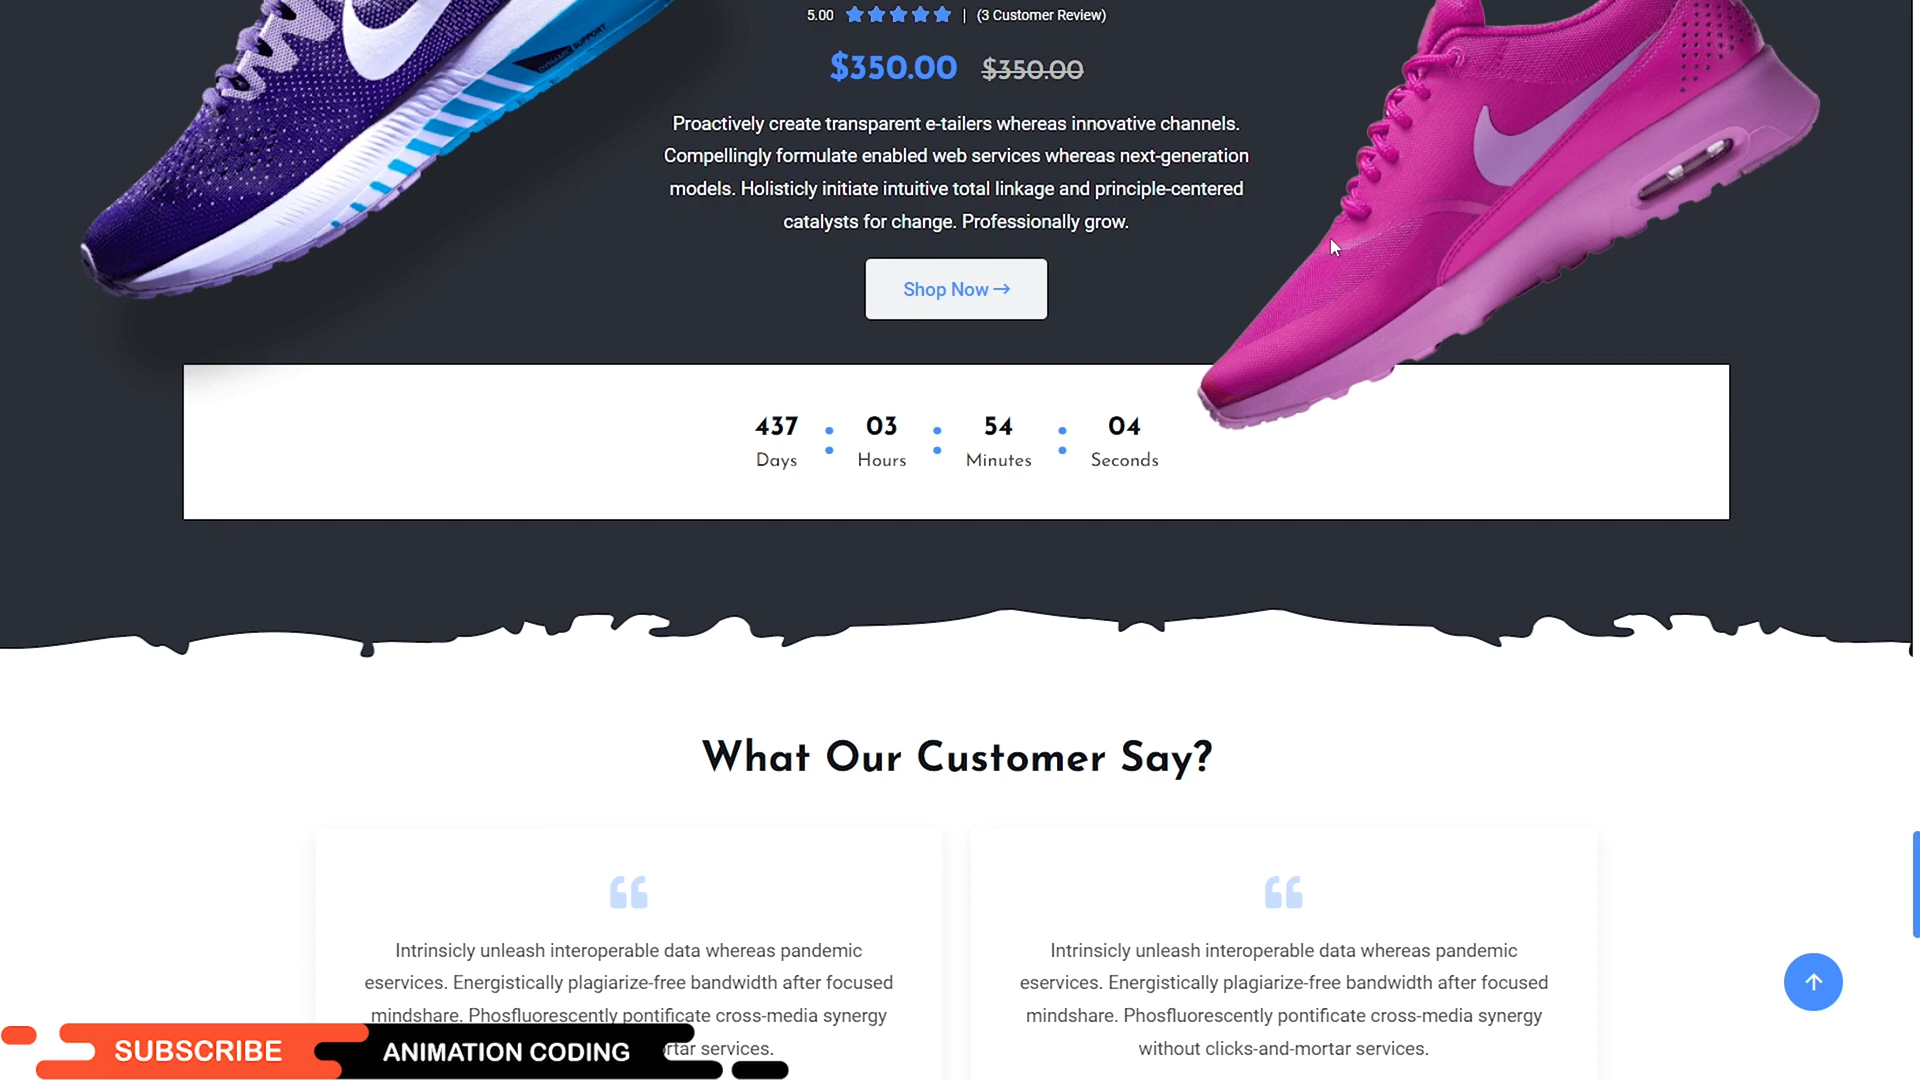 5.00 | (3 Customer Review)
$350.00 $350.00
Proactively create transparent e-tailers whereas innovative channels.
Compellingly formulate enabled web services whereas next-generation
models. Holisticly initiate intuitive total linkage and principle-centered
catalysts for change. Professionally grow.
Shop Now →
437 : 03 : 54 : 04
Days Hours Minutes Seconds
DYNAMIC SUPPORT
What Our Customer Say?
Intrinsicly unleash interoperable data whereas pandemic
eservices. Energistically plagiarize-free bandwidth after focused
mindshare. Phosfluorescently pontificate cross-media synergy
services.
Intrinsicly unleash interoperable data whereas pandemic
eservices. Energistically plagiarize-free bandwidth after focused
mindshare. Phosfluorescently pontificate cross-media synergy
without clicks-and-mortar services.
SUBSCRIBE ANIMATION CODING